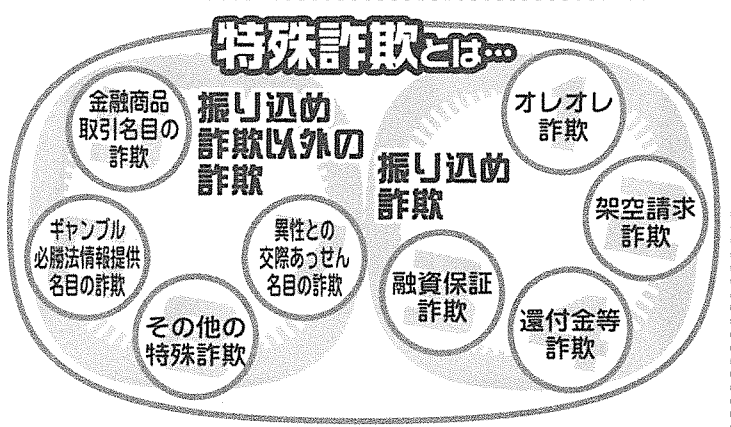 特殊詐欺とは…
振り込め
詐欺以外の
詐欺
金融商品
取引名目の
詐欺
ギャンブル
必勝法情報提供
名目の詐欺
異性との
交際あっせん
名目の詐欺
その他の
特殊詐欺
振り込め
詐欺
オレオレ
詐欺
架空請求
詐欺
融資保証
詐欺
還付金等
詐欺